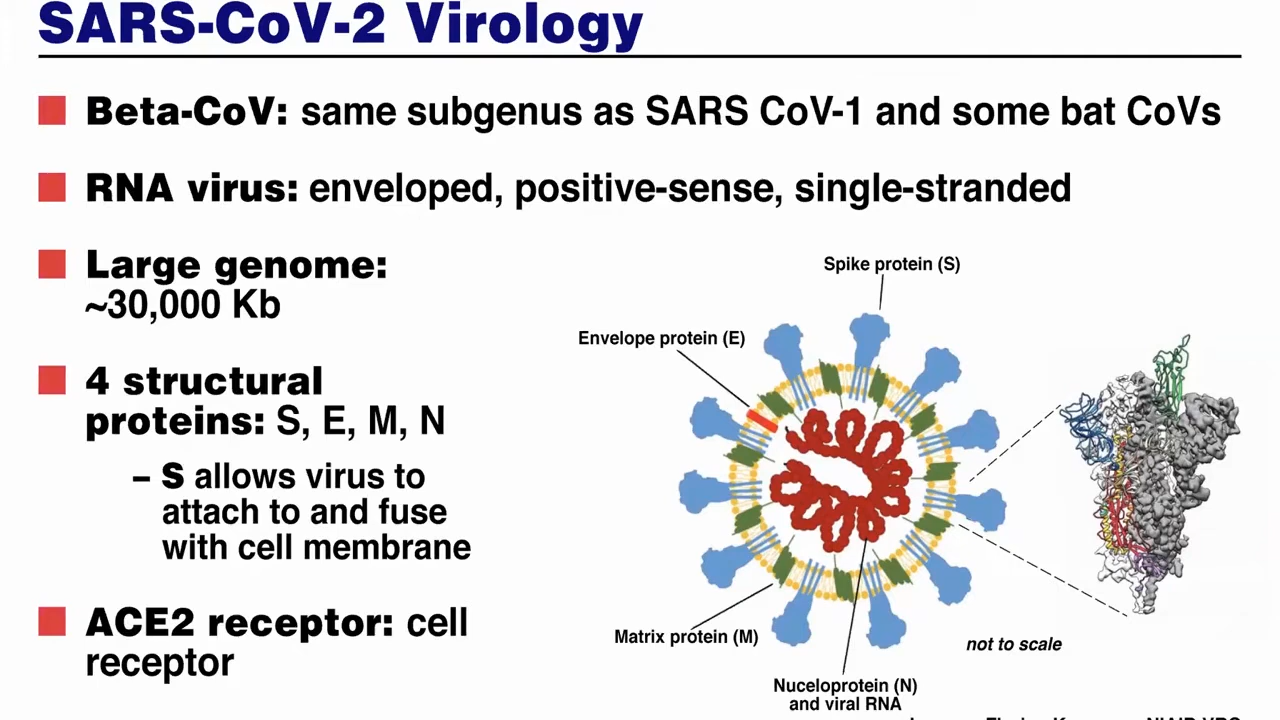 SARS-CoV-2 Virology
Beta-CoV: same subgenus as SARS CoV-1 and some bat CoVs
RNA virus: enveloped, positive-sense, single-stranded
Large genome:
~30,000 Kb
4 structural
proteins: S, E, M, N
– S allows virus to
attach to and fuse
with cell membrane
ACE2 receptor: cell
receptor
Spike protein (S)
Envelope protein (E)
Matrix protein (M)
not to scale
Nuceloprotein (N)
and viral RNA